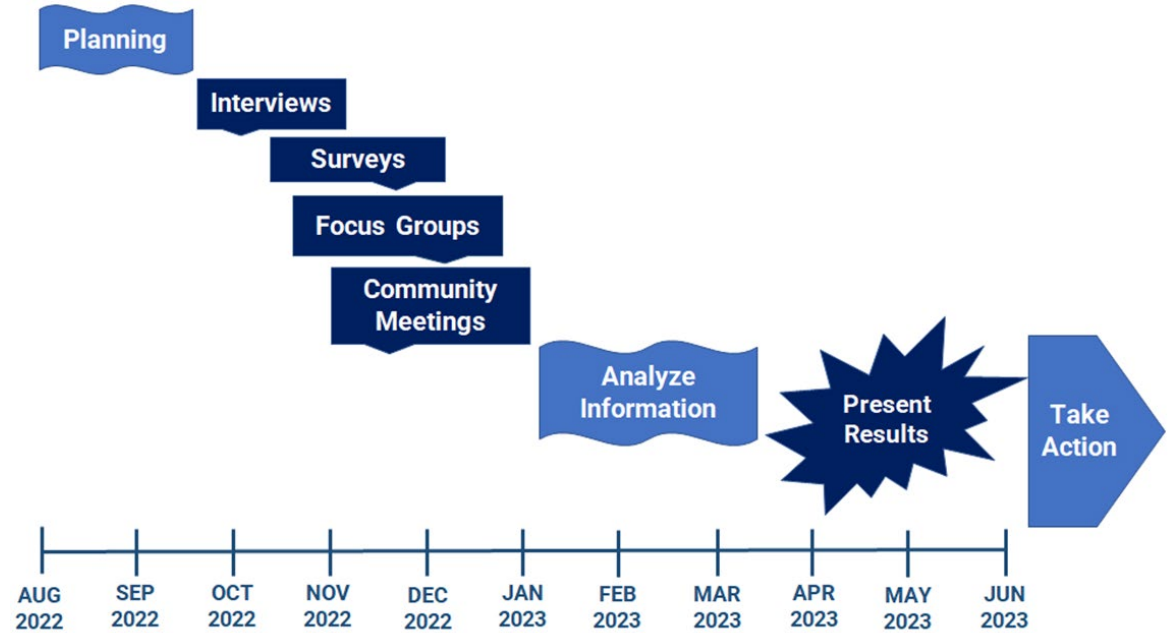 Planning
Interviews
Surveys
Focus Groups
Community
Meetings
Analyze
Information
Present
Results
Take
Action
AUG
2022
SEP
2022
OCT
2022
NOV
2022
DEC
2022
JAN
2023
FEB
2023
MAR
2023
APR
2023
MAY
2023
JUN
2023